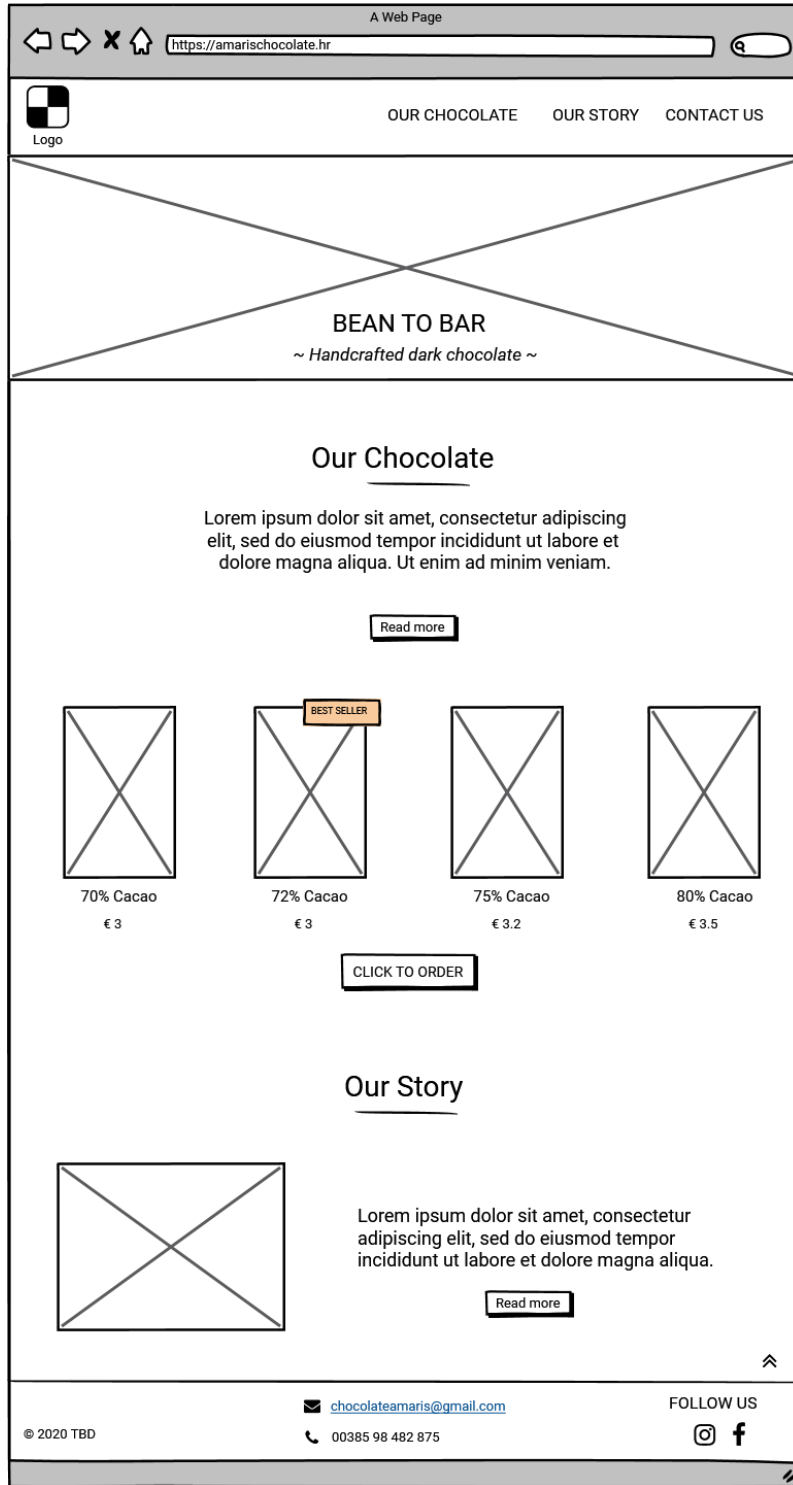 A Web Page
https://amarischocolate.hr
Logo
OUR CHOCOLATE OUR STORY CONTACT US
BEAN TO BAR
~ Handcrafted dark chocolate ~
Our Chocolate
Lorem ipsum dolor sit amet, consectetur adipiscing
elit, sed do eiusmod tempor incididunt ut labore et
dolore magna aliqua. Ut enim ad minim veniam.
Read more
BEST SELLER
70% Cacao 72% Cacao 75% Cacao 80% Cacao
€ 3 € 3 € 3.2 € 3.5
CLICK TO ORDER
Our Story
Lorem ipsum dolor sit amet, consectetur
adipiscing elit, sed do eiusmod tempor
incididunt ut labore et dolore magna aliqua.
Read more
© 2020 TBD
chocolateamaris@gmail.com
00385 98 482 875
FOLLOW US